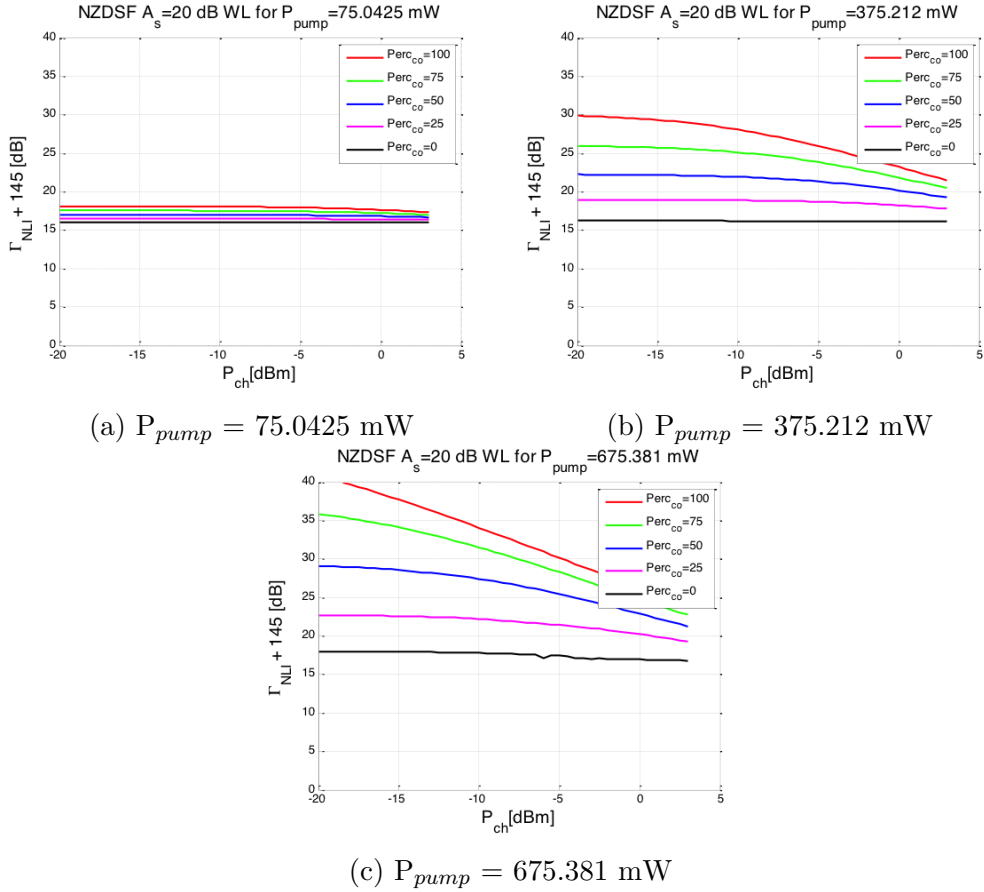 NZDSF A_s=20 dB WL for P_pump=75.0425 mW
40
35
30
25
20
15
10
5
0
Γ_NLI + 145 [dB]
Perc_co=100
Perc_co=75
Perc_co=50
Perc_co=25
Perc_co=0
-20
-15
-10
-5
0
5
P_ch[dBm]
(a) P_pump = 75.0425 mW
NZDSF A_s=20 dB WL for P_pump=375.212 mW
40
35
30
25
20
15
10
5
0
Γ_NLI + 145 [dB]
Perc_co=100
Perc_co=75
Perc_co=50
Perc_co=25
Perc_co=0
-20
-15
-10
-5
0
5
P_ch[dBm]
(b) P_pump = 375.212 mW
NZDSF A_s=20 dB WL for P_pump=675.381 mW
40
35
30
25
20
15
10
5
0
Γ_NLI + 145 [dB]
Perc_co=100
Perc_co=75
Perc_co=50
Perc_co=25
Perc_co=0
-20
-15
-10
-5
0
5
P_ch[dBm]
(c) P_pump = 675.381 mW